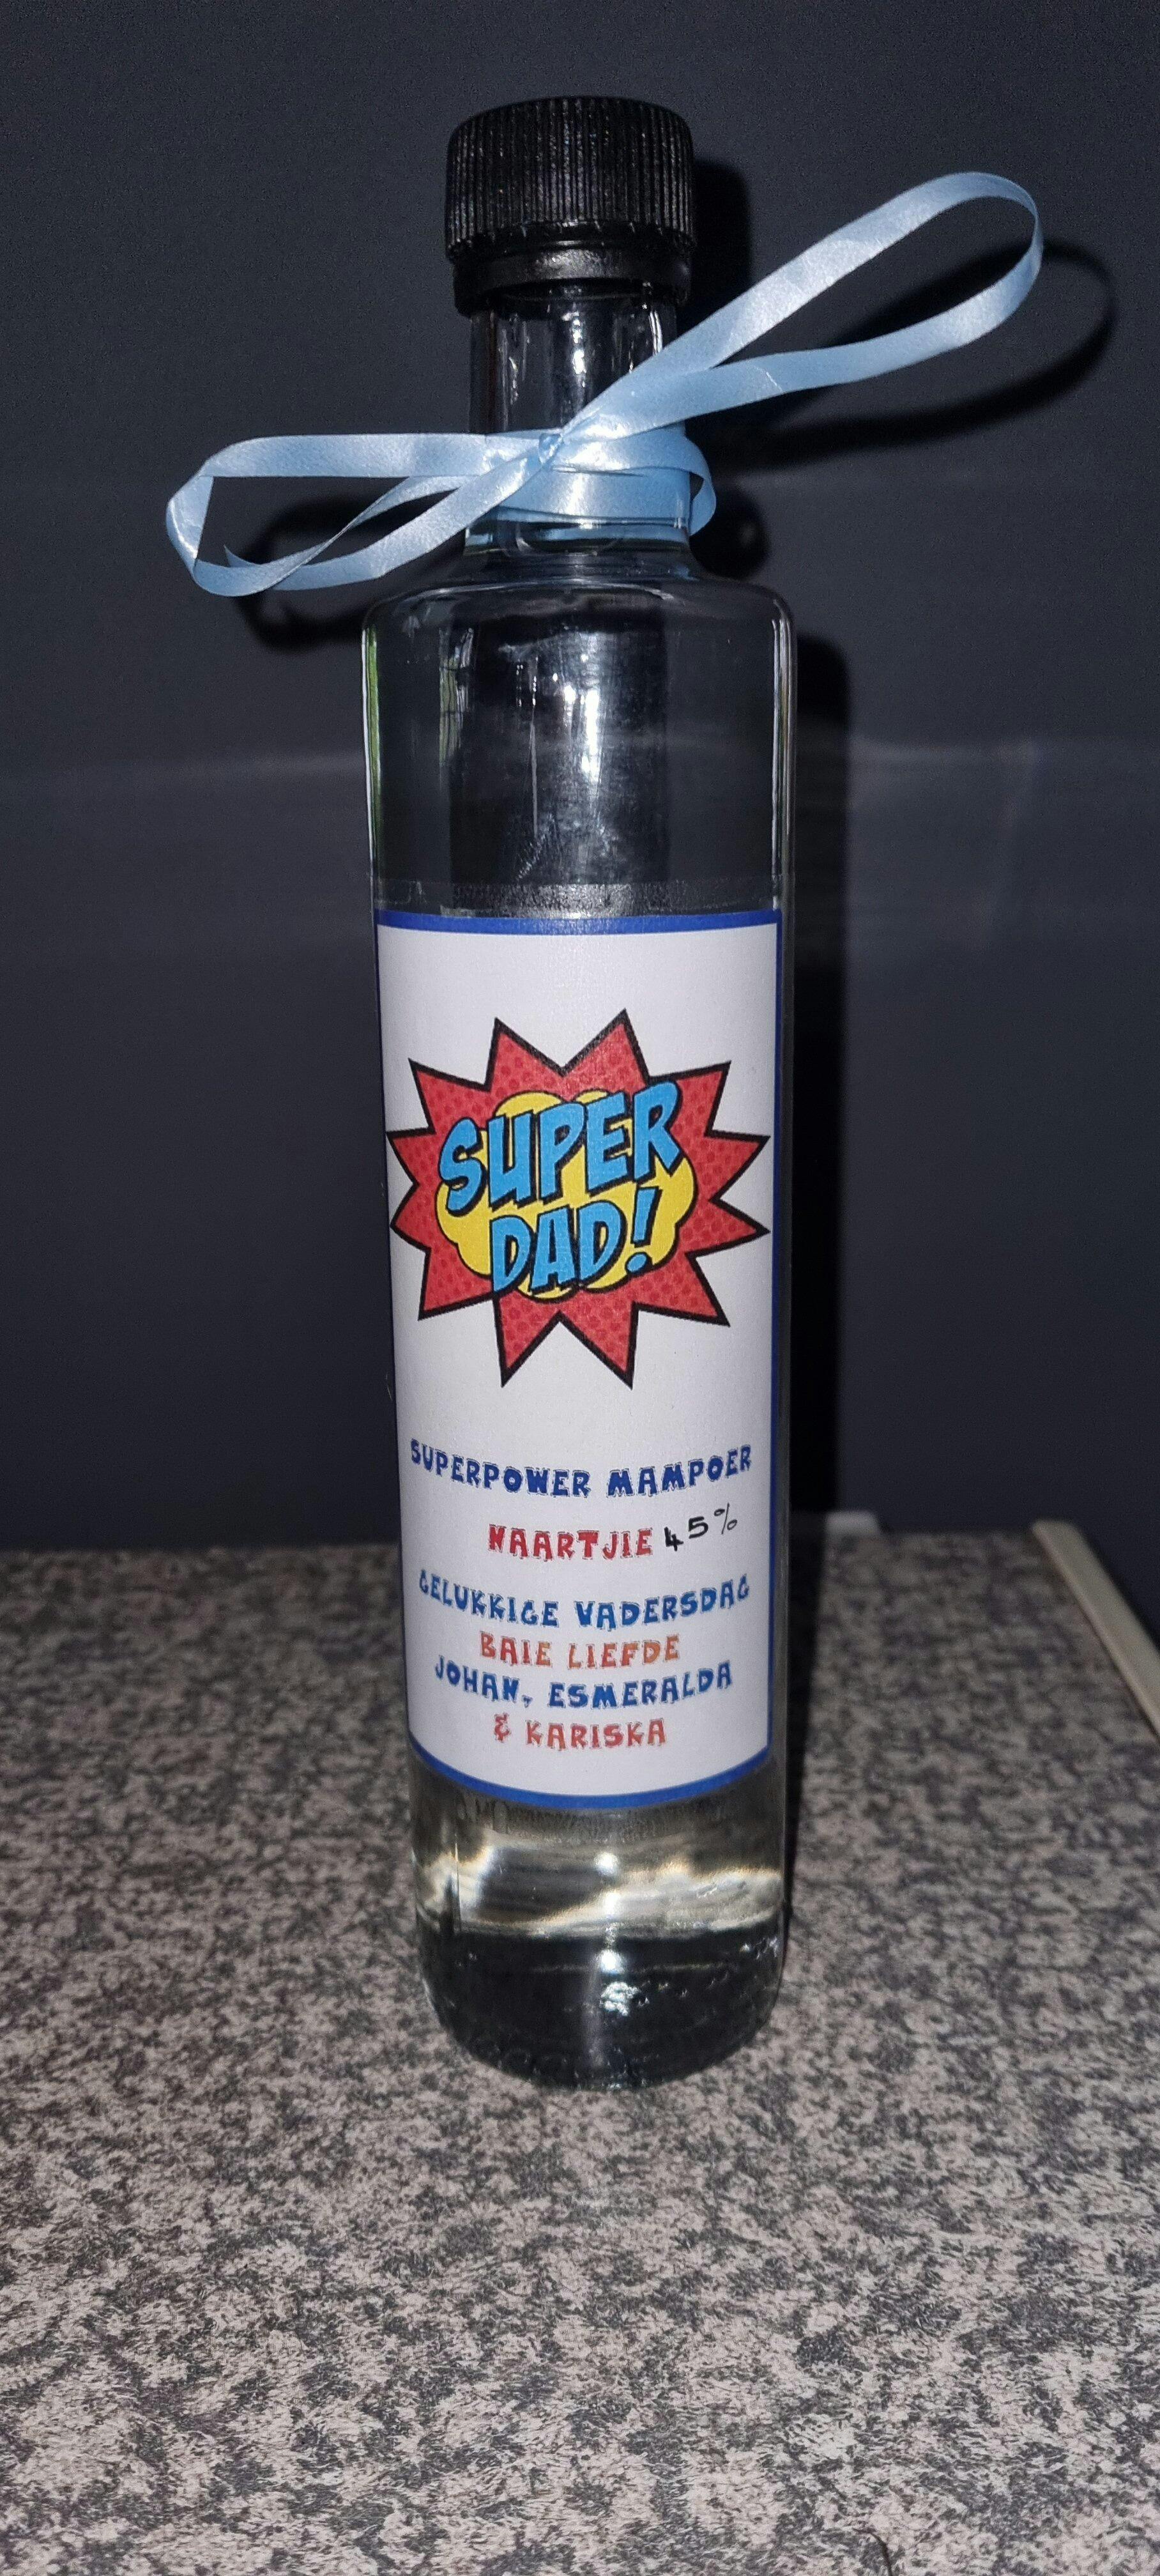 SUPER
DAD!
SUPERPOWER MAMPOER
NAARTJIE 45%
GELUKKIGE VADERSDAG
BAIE LIEFDE
JOHAN, ESMERALDA
& KARISKA